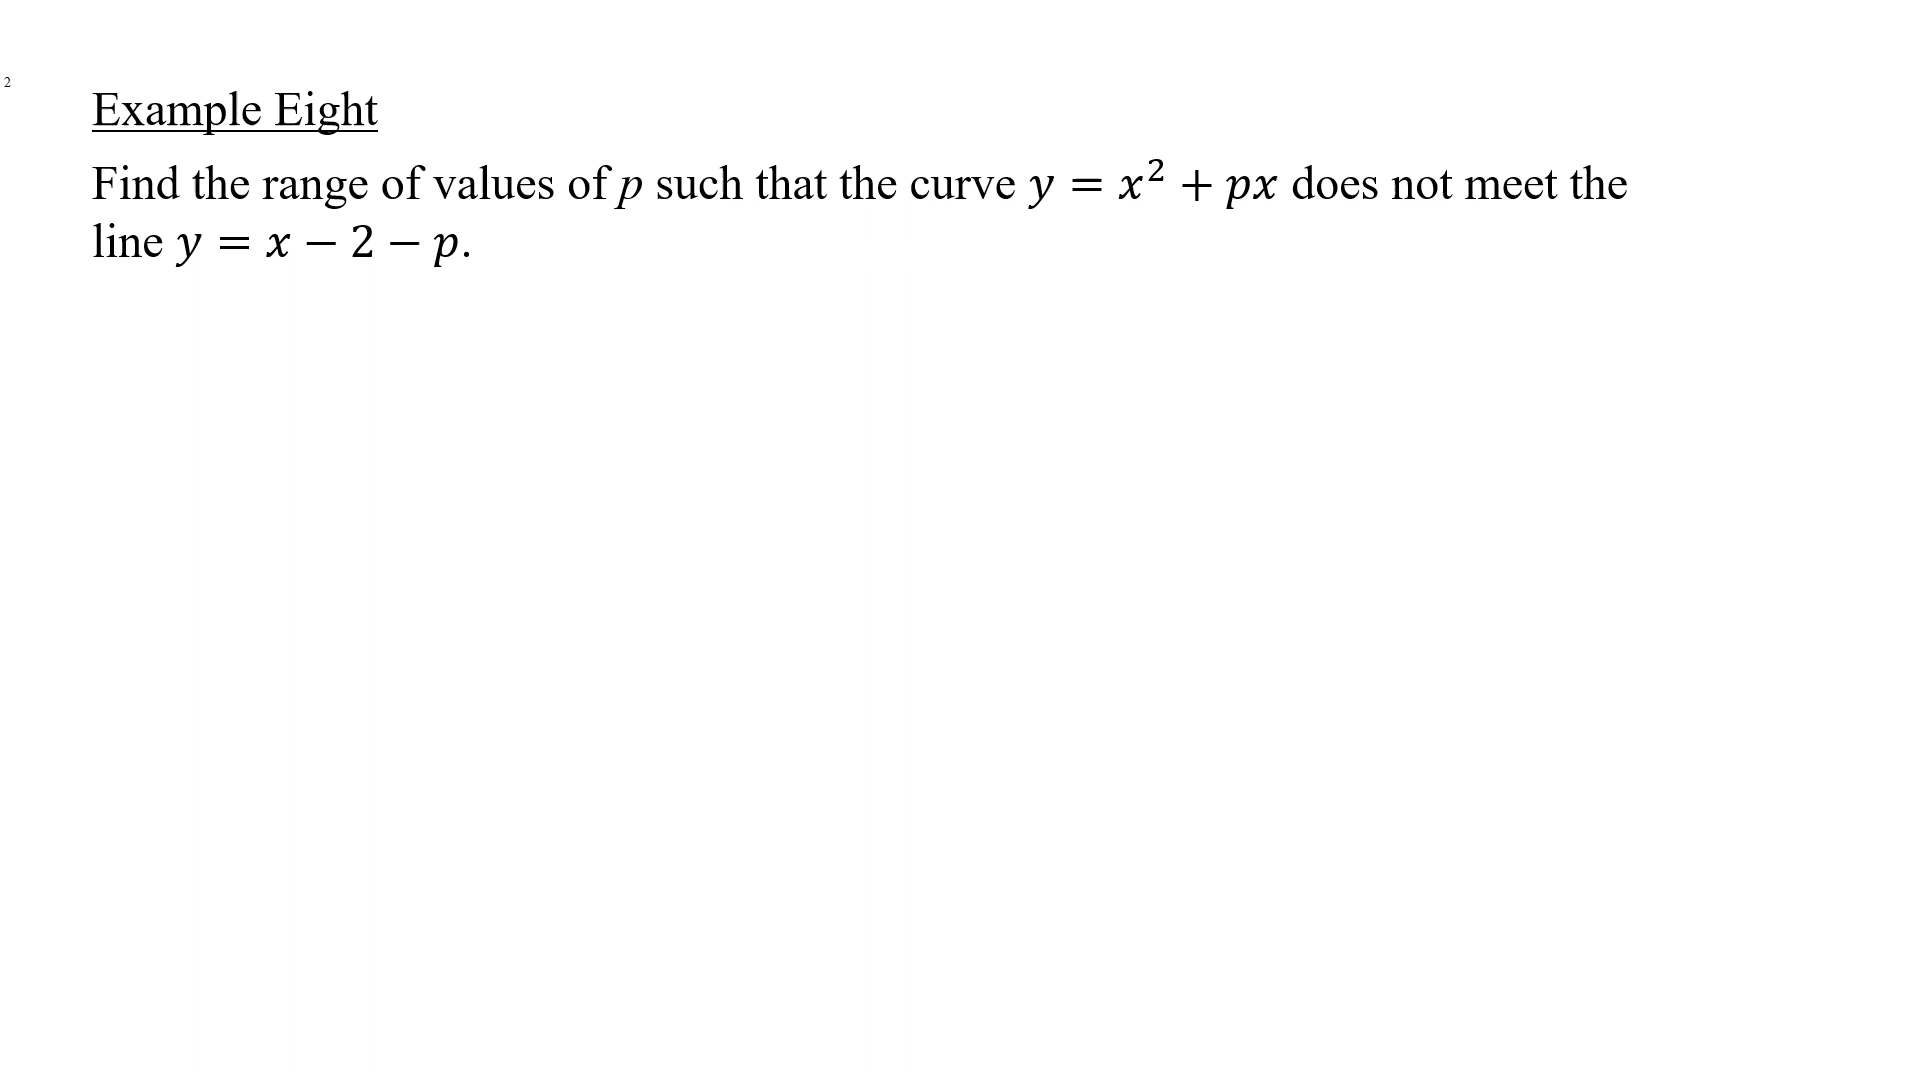 2
Example Eight
Find the range of values of p such that the curve 𝑦 = 𝑥² + 𝑝𝑥 does not meet the
line 𝑦 = 𝑥 − 2 − 𝑝.